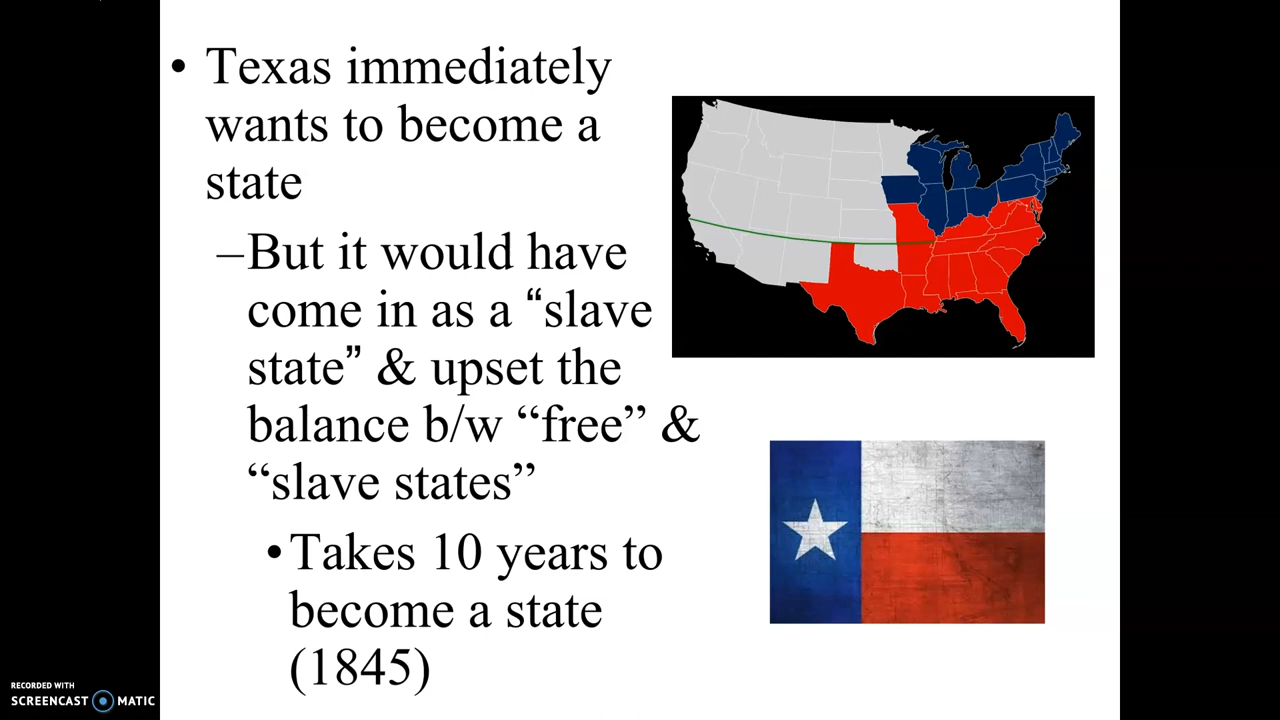 • Texas immediately
wants to become a
state
–But it would have
come in as a “slave
state” & upset the
balance b/w “free” &
“slave states”
•Takes 10 years to
become a state
(1845)
RECORDED WITH
SCREENCAST MATIC